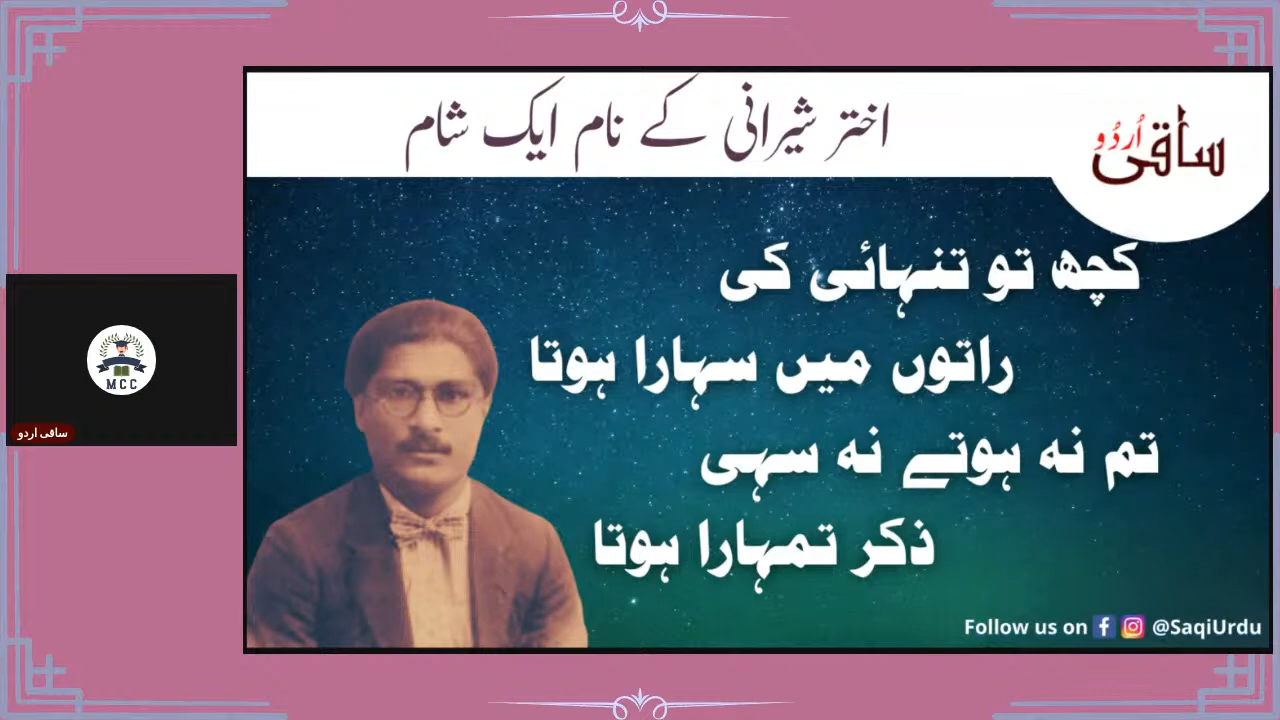 اختر شیرانی کے نام ایک شام
ساقی اُردُو
کچھ تو تنہائی کی
راتوں میں سہارا ہوتا
تم نہ ہوتے نہ سہی
ذکر تمہارا ہوتا
MCC
ساقی اردو
Follow us on @SaqiUrdu